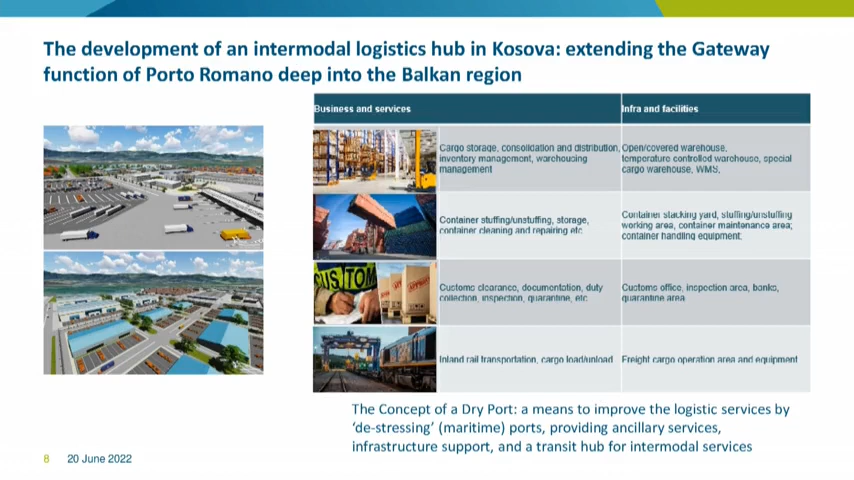 The development of an intermodal logistics hub in Kosova: extending the Gateway
function of Porto Romano deep into the Balkan region
Business and services
Infra and facilities
Cargo storage, consolidation and distribution,
inventory management, warehousing
management
Open/covered warehouse,
temperature controlled warehouse, special
cargo warehouse, WMS,
Container stuffing/unstuffing, storage,
container cleaning and repairing etc
Container stacking yard, stuffing/unstuffing
working area, container maintenance area;
container handling equipment;
CUSTOM
Customs clearance, documentation, duty
collection, inspection, quarantine, etc
Customs office, inspection area, banks,
quarantine area
Inland rail transportation, cargo load/unload
Freight cargo operation area and equipment
The Concept of a Dry Port: a means to improve the logistic services by
‘de-stressing’ (maritime) ports, providing ancillary services,
infrastructure support, and a transit hub for intermodal services
8 20 June 2022